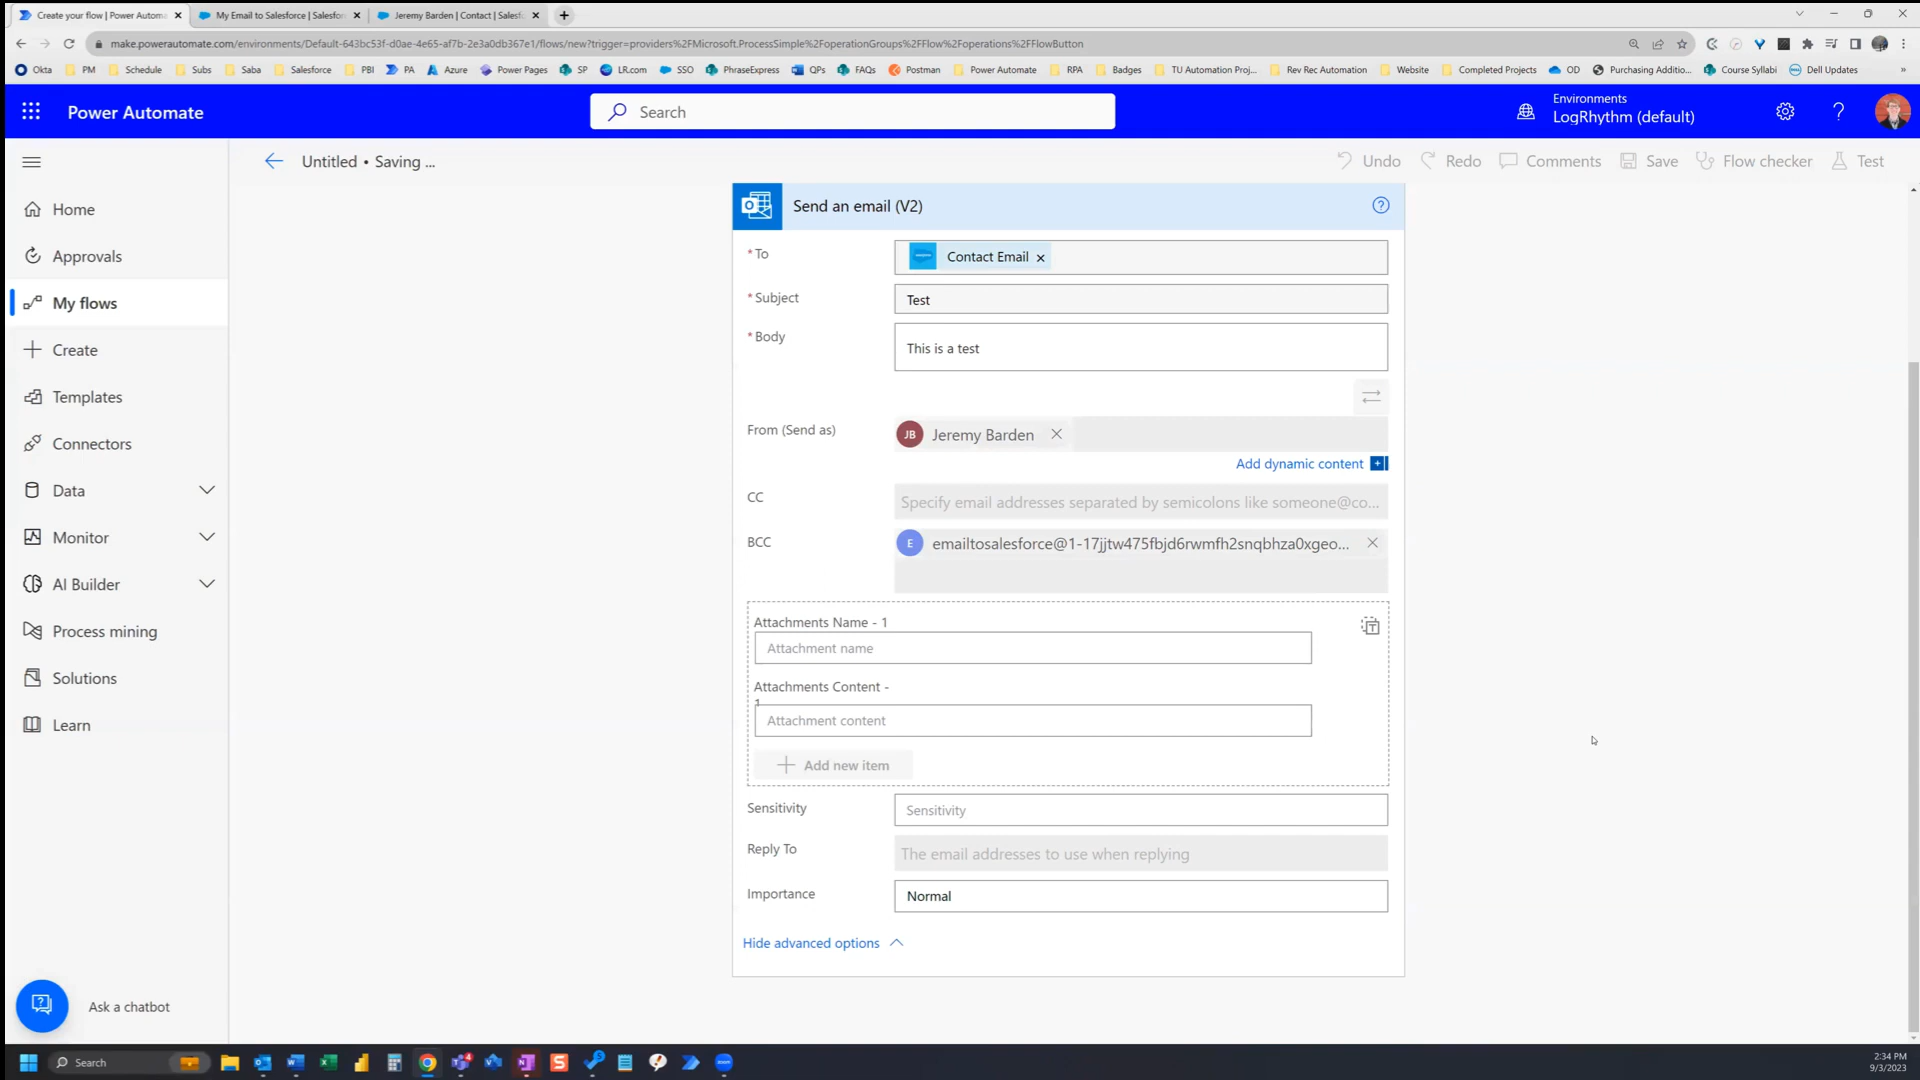 Create your flow | Power Autom
My Email to Salesforce | Salesfor
Jeremy Barden | Contact | Salesf
make.powerautomate.com/environments/Default-643bc53f-d0ae-4e65-af7b-2e3a0db367e1/flows/new?trigger=providers%2FMicrosoft.ProcessSimple%2FoperationGroups%2FFlow%2Foperations%2FFlowButton
Okta PM Schedule Subs Saba Salesforce PBI PA Azure Power Pages SP LR.com SSO PhraseExpress QPs FAQs Postman Power Automate RPA Badges TU Automation Proj... Rev Rec Automation Website Completed Projects OD Purchasing Additio... Course Syllabi Dell Updates »
Power Automate
Search
Environments
LogRhythm (default)
Untitled • Saving ...
Undo Redo Comments Save Flow checker Test
Home
Approvals
My flows
Create
Templates
Connectors
Data
Monitor
AI Builder
Process mining
Solutions
Learn
Ask a chatbot
Send an email (V2)
* To
Contact Email ×
* Subject
Test
* Body
This is a test
From (Send as)
JB Jeremy Barden
Add dynamic content
CC
Specify email addresses separated by semicolons like someone@co...
BCC
E emailtosalesforce@1-17jjtw475fbjd6rwmfh2snqbhza0xgeo...
Attachments Name - 1
Attachment name
Attachments Content -
1
Attachment content
Add new item
Sensitivity
Sensitivity
Reply To
The email addresses to use when replying
Importance
Normal
Hide advanced options
Search
2:34 PM
9/3/2023